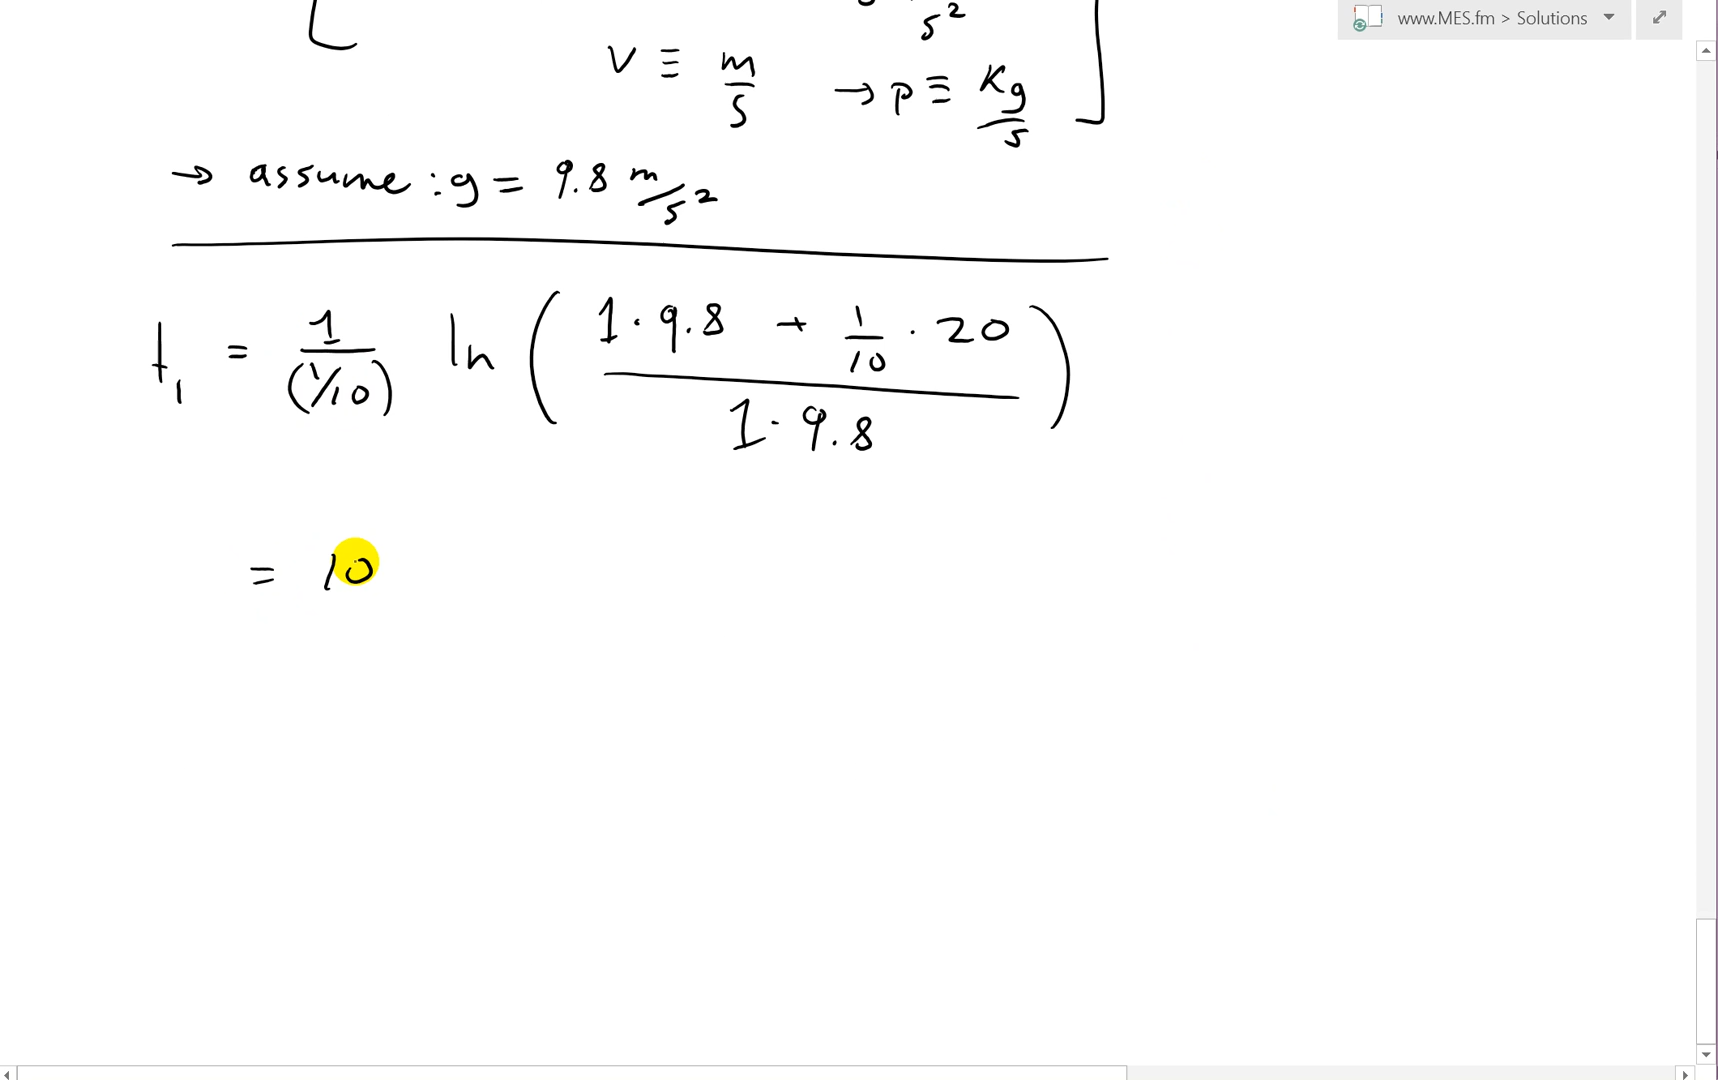 www.MES.fm > Solutions
s²
V ≡ m/s → p ≡ Kg/s
→ assume : g = 9.8 m/s²
t₁ = 1/(1/10) ln ( (1 · 9.8 + 1/10 · 20) / (1 · 9.8) )
= 10